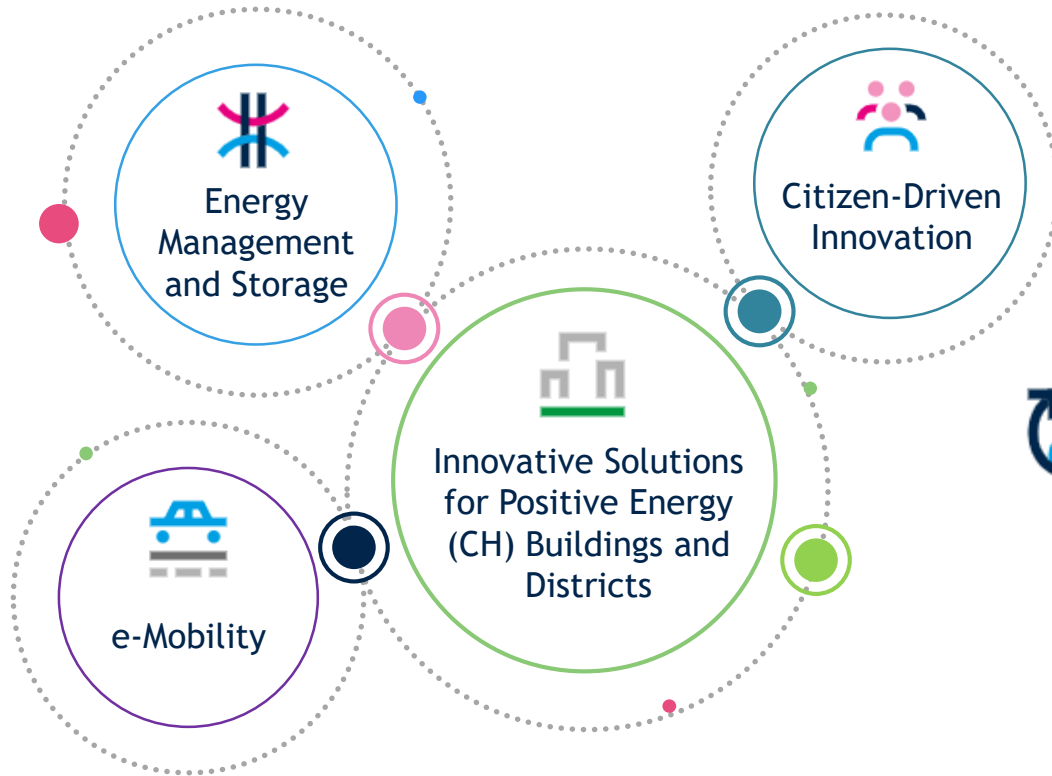 Energy
Management
and Storage
Citizen-Driven
Innovation
Innovative Solutions
for Positive Energy
(CH) Buildings and
Districts
e-Mobility